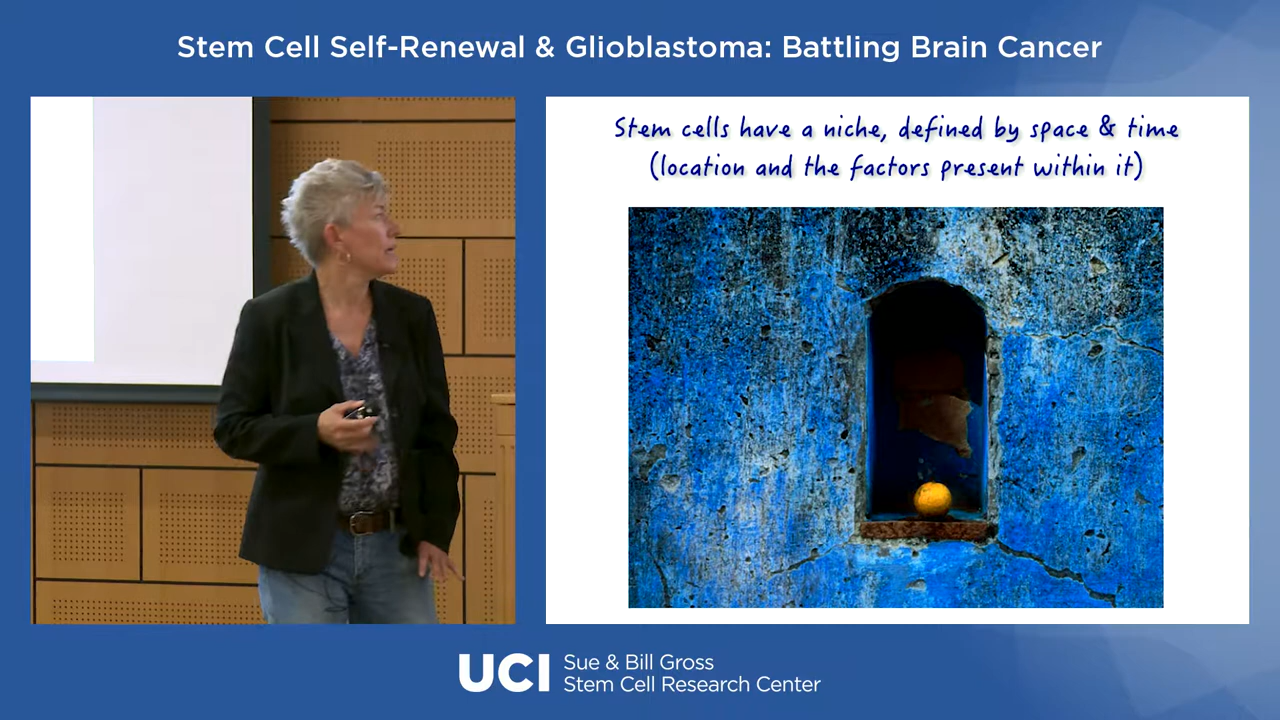 Stem Cell Self-Renewal & Glioblastoma: Battling Brain Cancer
Stem cells have a niche, defined by space & time
(location and the factors present within it)
UCI
Sue & Bill Gross
Stem Cell Research Center